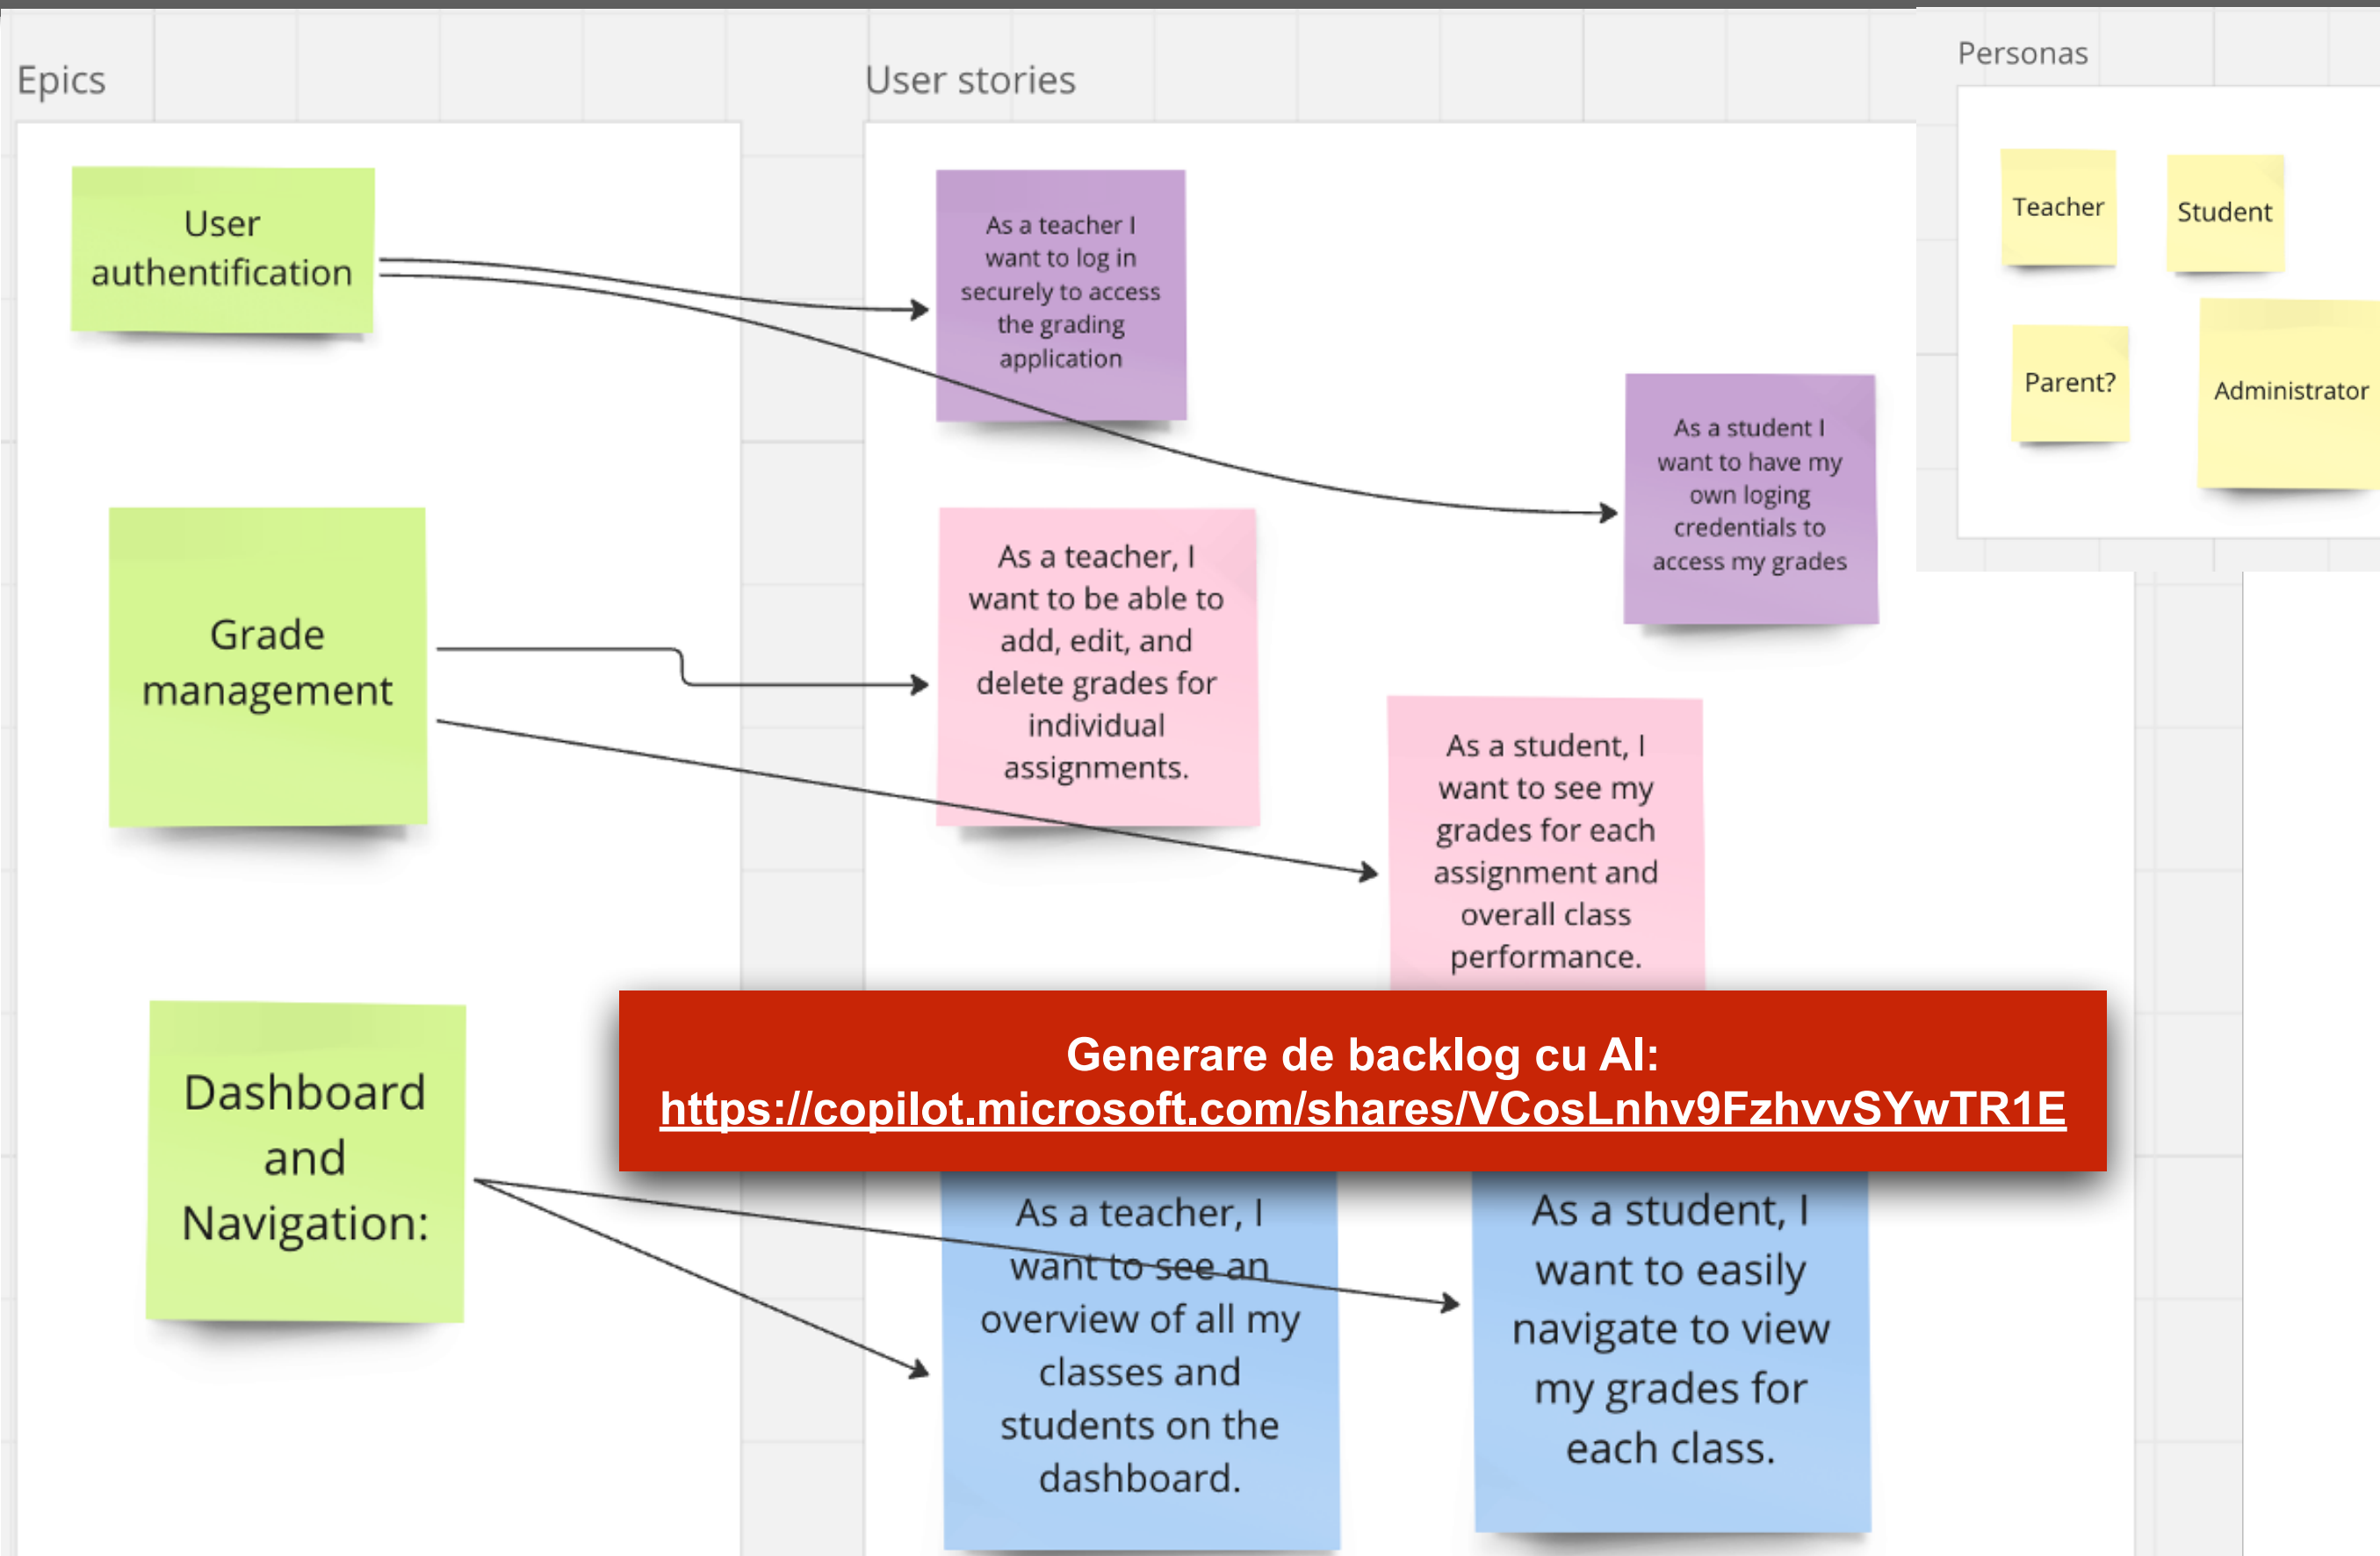 Epics
User
authentification
Grade
management
Dashboard
and
Navigation:
User stories
As a teacher I
want to log in
securely to access
the grading
application
As a student I
want to have my
own loging
credentials to
access my grades
As a teacher, I
want to be able to
add, edit, and
delete grades for
individual
assignments.
As a student, I
want to see my
grades for each
assignment and
overall class
performance.
Generare de backlog cu AI:
https://copilot.microsoft.com/shares/VCosLnhv9FzhvvSYwTR1E
As a teacher, I
want to see an
overview of all my
classes and
students on the
dashboard.
As a student, I
want to easily
navigate to view
my grades for
each class.
Personas
Teacher
Student
Parent?
Administrator